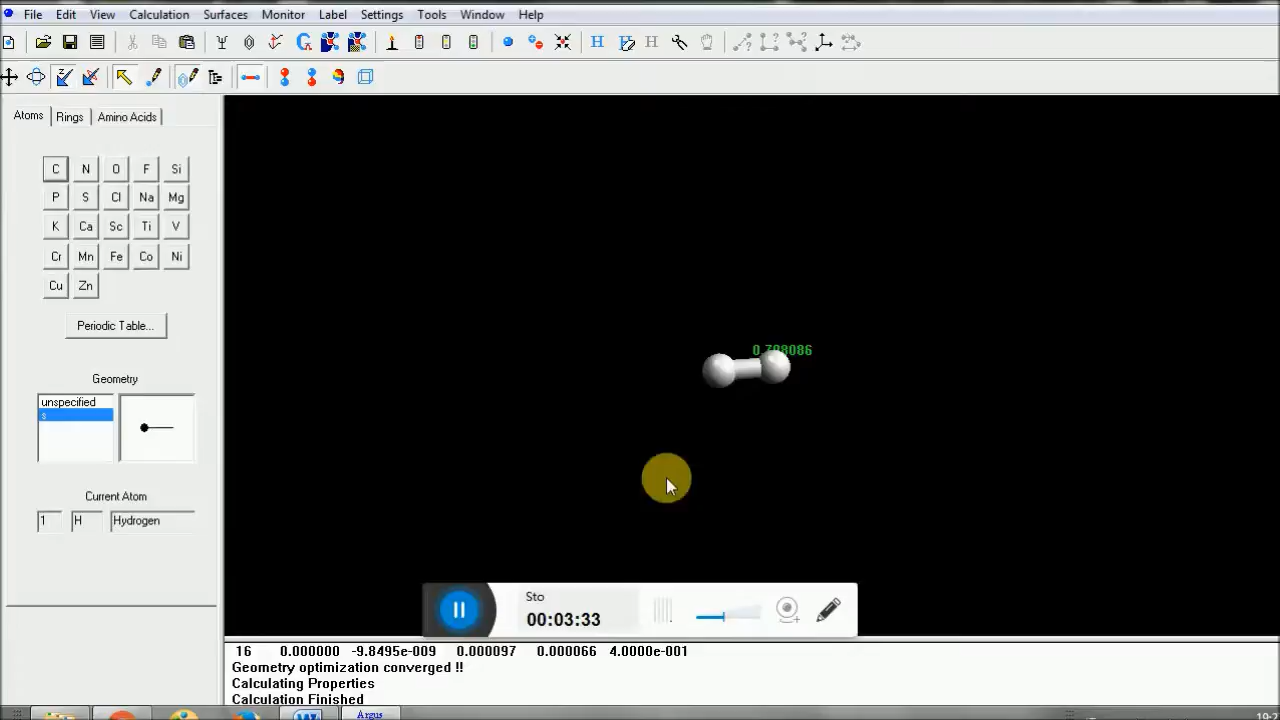 File Edit View Calculation Surfaces Monitor Label Settings Tools Window Help
Atoms Rings Amino Acids
C N O F Si
P S Cl Na Mg
K Ca Sc Ti V
Cr Mn Fe Co Ni
Cu Zn
Periodic Table...
Geometry
unspecified
s
Current Atom
1 H Hydrogen
Sto
00:03:33
16 0.000000 -9.8495e-009 0.000097 0.000066 4.0000e-001
Geometry optimization converged !!
Calculating Properties
Calculation Finished
Argus